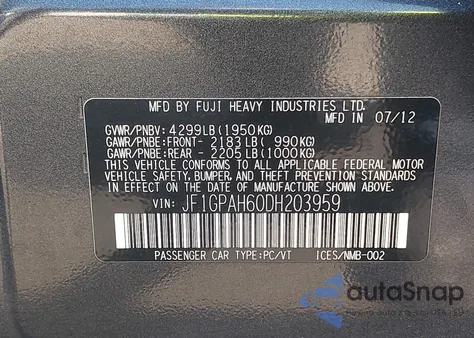 MFD BY FUJI HEAVY INDUSTRIES LTD.
MFD IN 07/12
GVWR/PNBV: 4299LB(1950KG)
GAWR/PNBE:FRONT- 2183LB( 990KG)
GAWR/PNBE:REAR - 2205LB(1000KG)
THIS VEHICLE CONFORMS TO ALL APPLICABLE FEDERAL MOTOR
VEHICLE SAFETY, BUMPER, AND THEFT PREVENTION STANDARDS
IN EFFECT ON THE DATE OF MANUFACTURE SHOWN ABOVE.
VIN: JF1GPAH60DH203959
PASSENGER CAR TYPE:PC/VT ICES/NMB-002
autoSnap